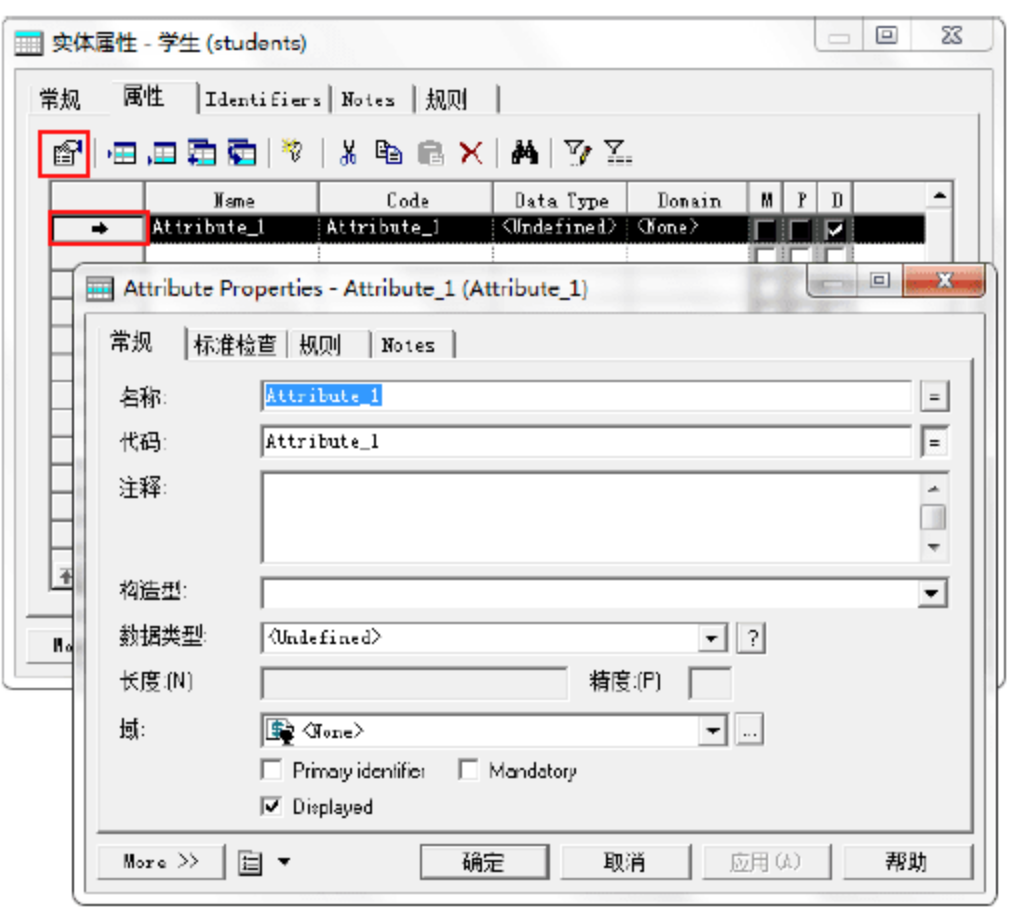 实体属性 - 学生 (students)
常规 属性 Identifiers Notes 规则
Name Code Data Type Domain M P D
Attribute_1 Attribute_1 <Undefined> <None>
Attribute Properties - Attribute_1 (Attribute_1)
常规 标准检查 规则 Notes
名称: Attribute_1 =
代码: Attribute_1 =
注释:
构造型:
数据类型: <Undefined> ?
长度:(N) 精度:(P)
域: <None> ...
Primary identifier Mandatory
Displayed
Mo
More >> 确定 取消 应用(A) 帮助